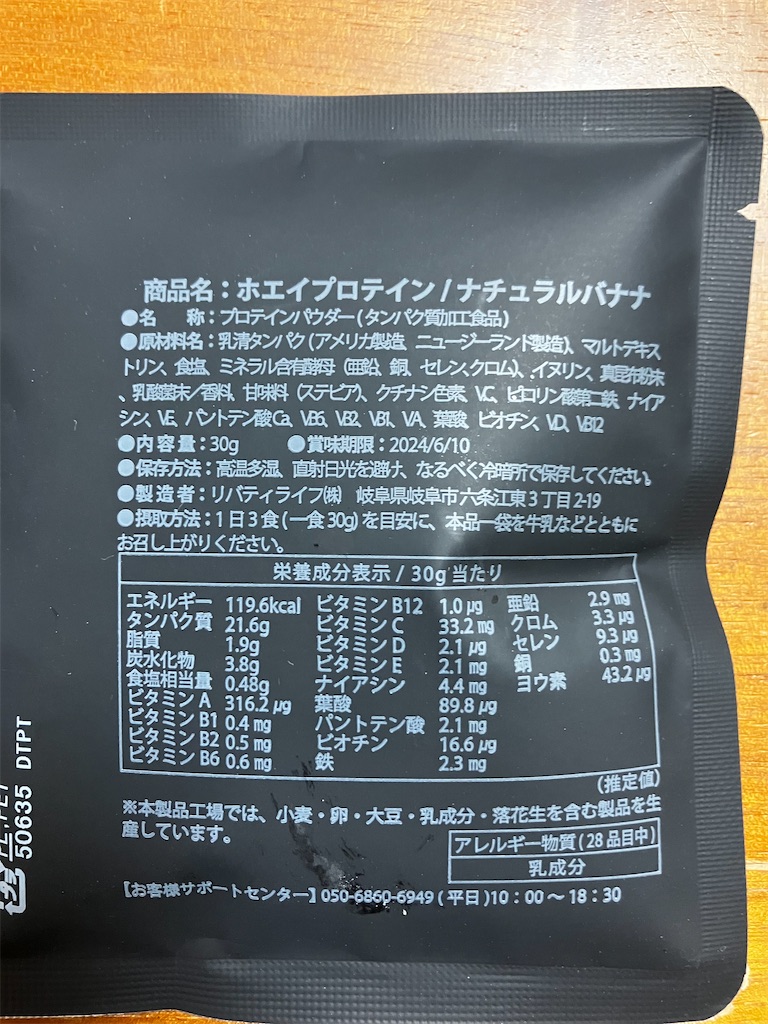 商品名：ホエイプロテイン/ナチュラルバナナ
●名　称：プロテインパウダー(タンパク質加工食品)
●原材料名：乳清タンパク(アメリカ製造、ニュージーランド製造)、マルトデキス
トリン、食塩、ミネラル含有酵母（亜鉛、銅、セレン、クロム)、イヌリン、真昆布粉末
、乳酸菌末／香料、甘味料（ステビア)、クチナシ色素、V.C、ピロリン酸第二鉄、ナイア
シン、V.E、パントテン酸Ca、V.B6、V.B2、V.B1、V.A、葉酸、ビオチン、V.D、V.B12
●内容量：30g　●賞味期限：2024/6/10
●保存方法：高温多湿、直射日光を避け、なるべく冷暗所で保存してください。
●製造者：リバティライフ㈱　岐阜県岐阜市六条江東3丁目2-19
●摂取方法：1日3食(一食30g)を目安に、本品一袋を牛乳などとともに
お召し上がりください。
栄養成分表示/30g当たり
エネルギー 119.6kcal ビタミンB12 1.0μg 亜鉛 2.9mg
タンパク質 21.6g ビタミンC 33.2mg クロム 3.3μg
脂質 1.9g ビタミンD 2.1μg セレン 9.3μg
炭水化物 3.8g ビタミンE 2.1mg 銅 0.3mg
食塩相当量 0.48g ナイアシン 4.4mg ヨウ素 43.2μg
ビタミンA 316.2μg 葉酸 89.8μg
ビタミンB1 0.4mg パントテン酸 2.1mg
ビタミンB2 0.5mg ビオチン 16.6μg
ビタミンB6 0.6mg 鉄 2.3mg
(推定値)
※本製品工場では、小麦・卵・大豆・乳成分・落花生を含む製品を生
産しています。
アレルギー物質(28品目中)
乳成分
【お客様サポートセンター】050-6860-6949(平日)10：00〜18：30
50635 DTPT